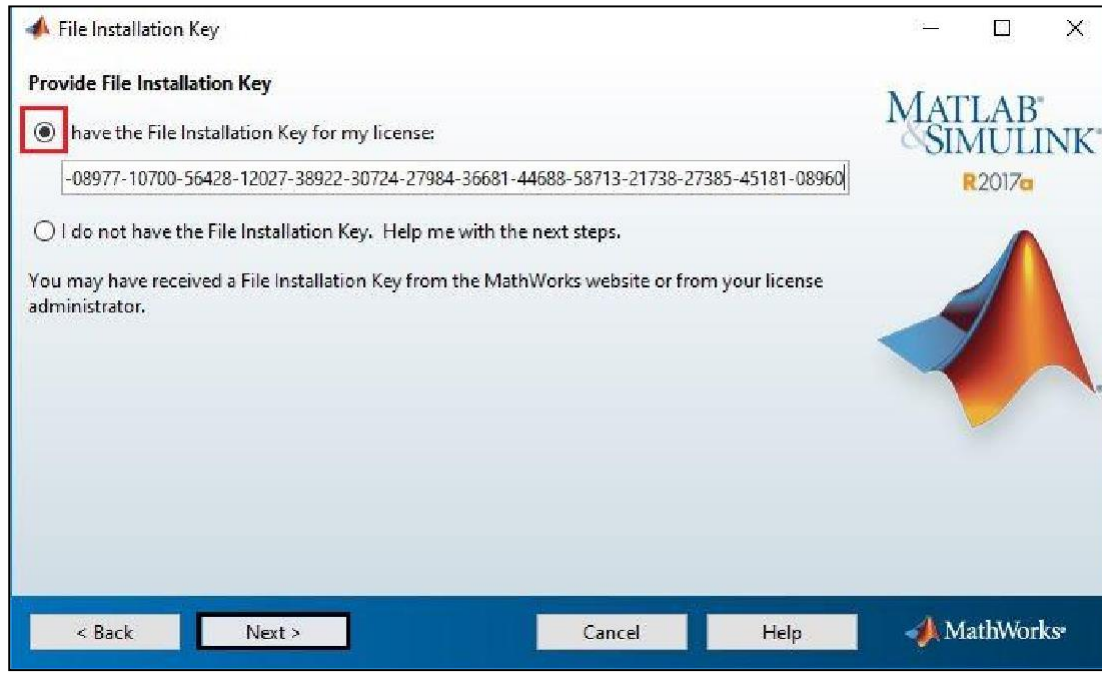 File Installation Key
Provide File Installation Key
have the File Installation Key for my license:
-08977-10700-56428-12027-38922-30724-27984-36681-44688-58713-21738-27385-45181-08960
I do not have the File Installation Key. Help me with the next steps.
You may have received a File Installation Key from the MathWorks website or from your license
administrator.
MATLAB®
&SIMULINK®
R2017a
< Back
Next >
Cancel
Help
MathWorks®